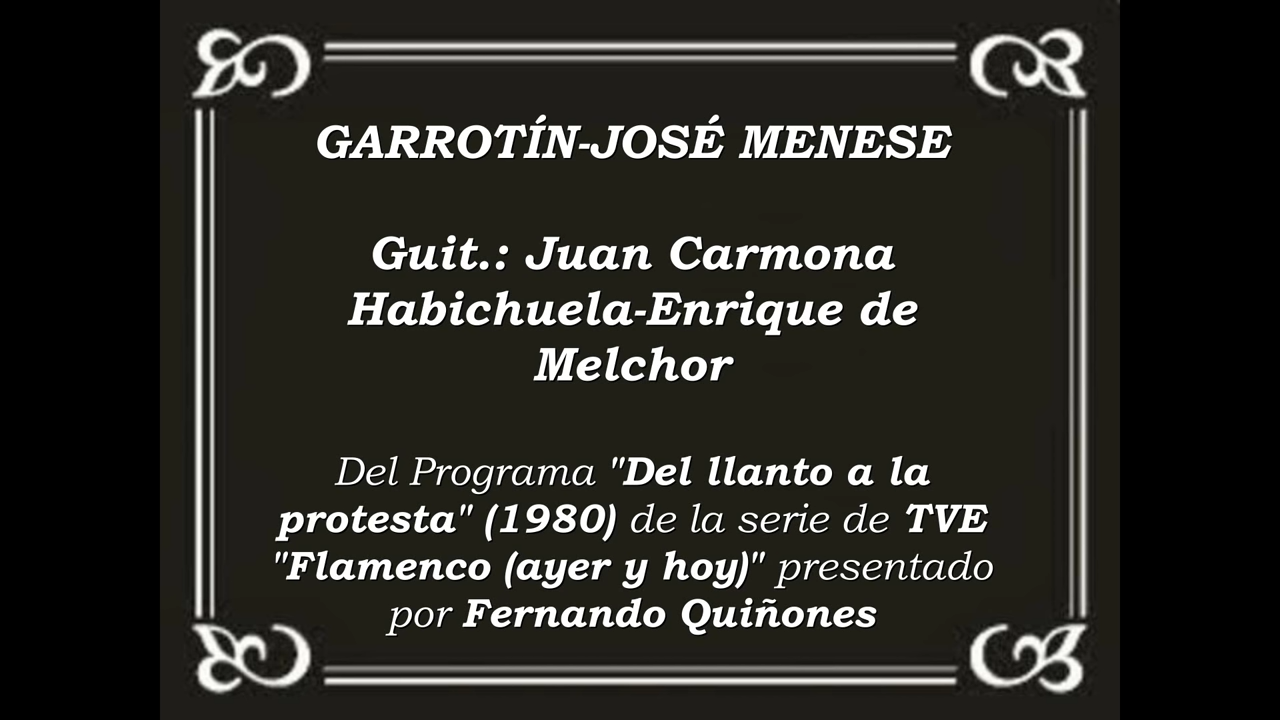 GARROTÍN-JOSÉ MENESE
Guit.: Juan Carmona
Habichuela-Enrique de
Melchor
Del Programa "Del llanto a la
protesta" (1980) de la serie de TVE
"Flamenco (ayer y hoy)" presentado
por Fernando Quiñones